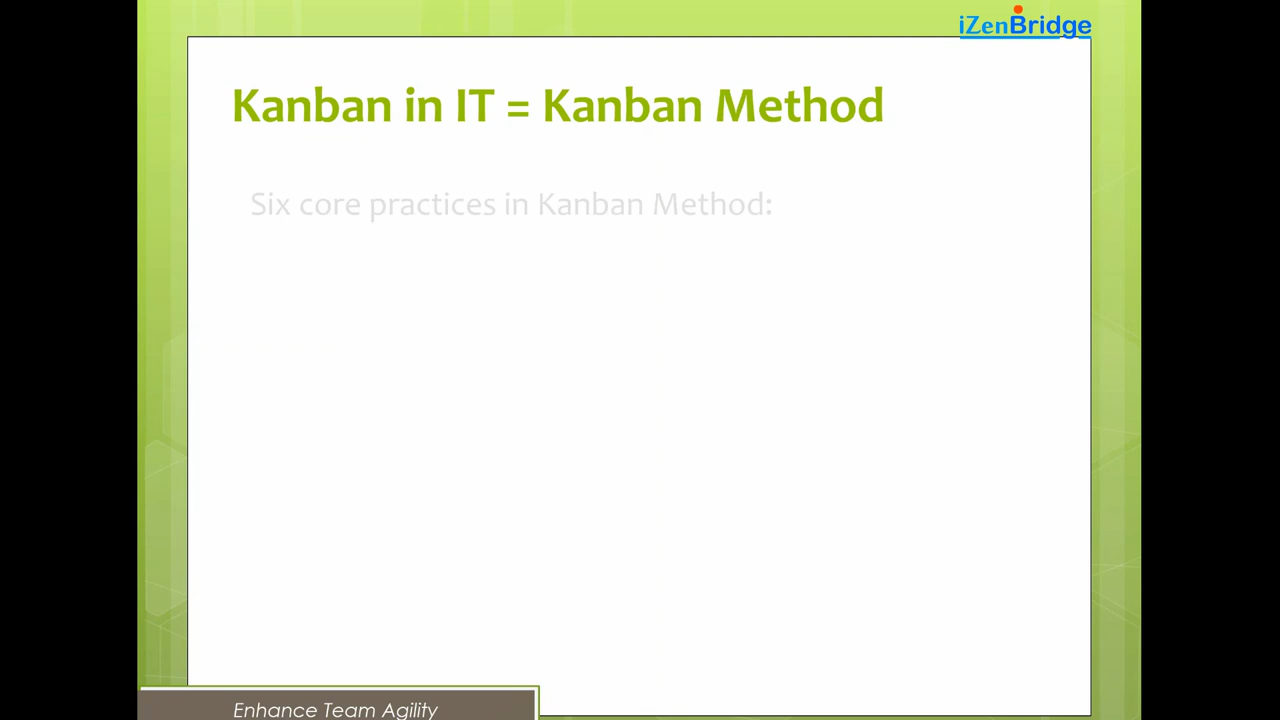 iZenBridge
Kanban in IT = Kanban Method
Six core practices in Kanban Method:
Enhance Team Agility